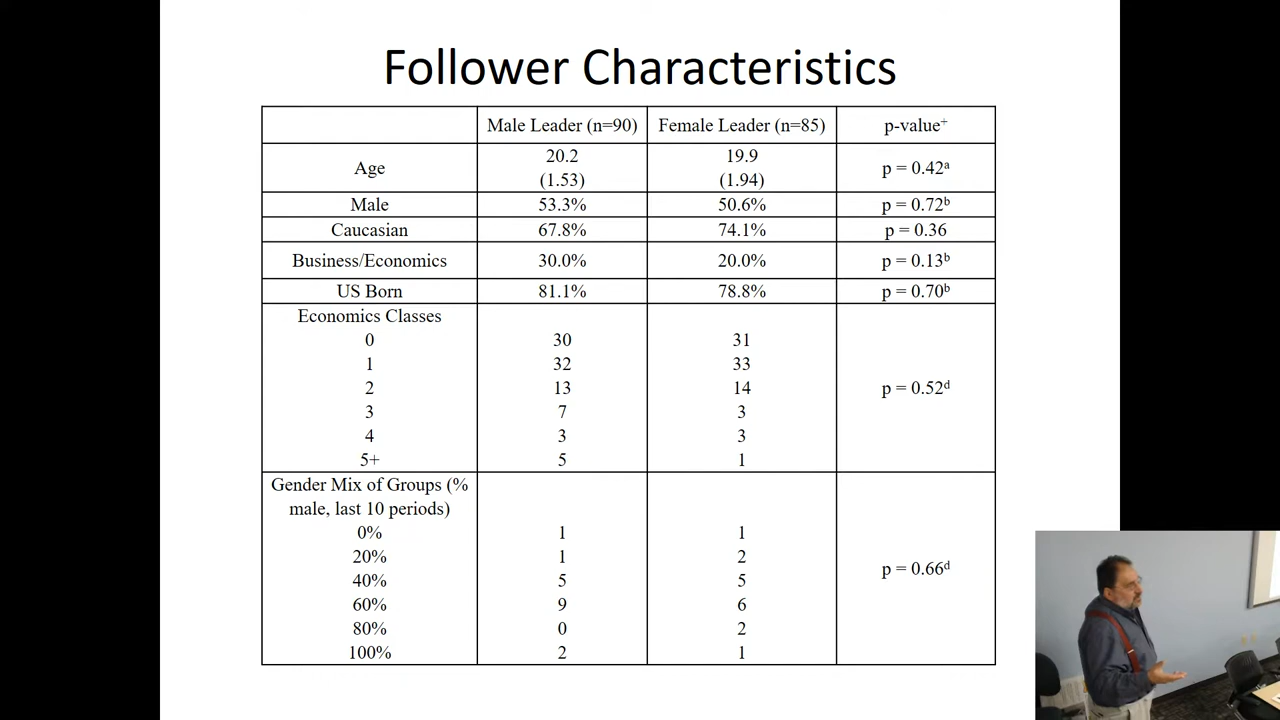 Follower Characteristics
Male Leader (n=90) Female Leader (n=85) p-value⁺
Age 20.2 (1.53) 19.9 (1.94) p = 0.42ᵃ
Male 53.3% 50.6% p = 0.72ᵇ
Caucasian 67.8% 74.1% p = 0.36
Business/Economics 30.0% 20.0% p = 0.13ᵇ
US Born 81.1% 78.8% p = 0.70ᵇ
Economics Classes
0 30 31
1 32 33
2 13 14 p = 0.52ᵈ
3 7 3
4 3 3
5+ 5 1
Gender Mix of Groups (%
male, last 10 periods)
0% 1 1
20% 1 2
40% 5 5 p = 0.66ᵈ
60% 9 6
80% 0 2
100% 2 1